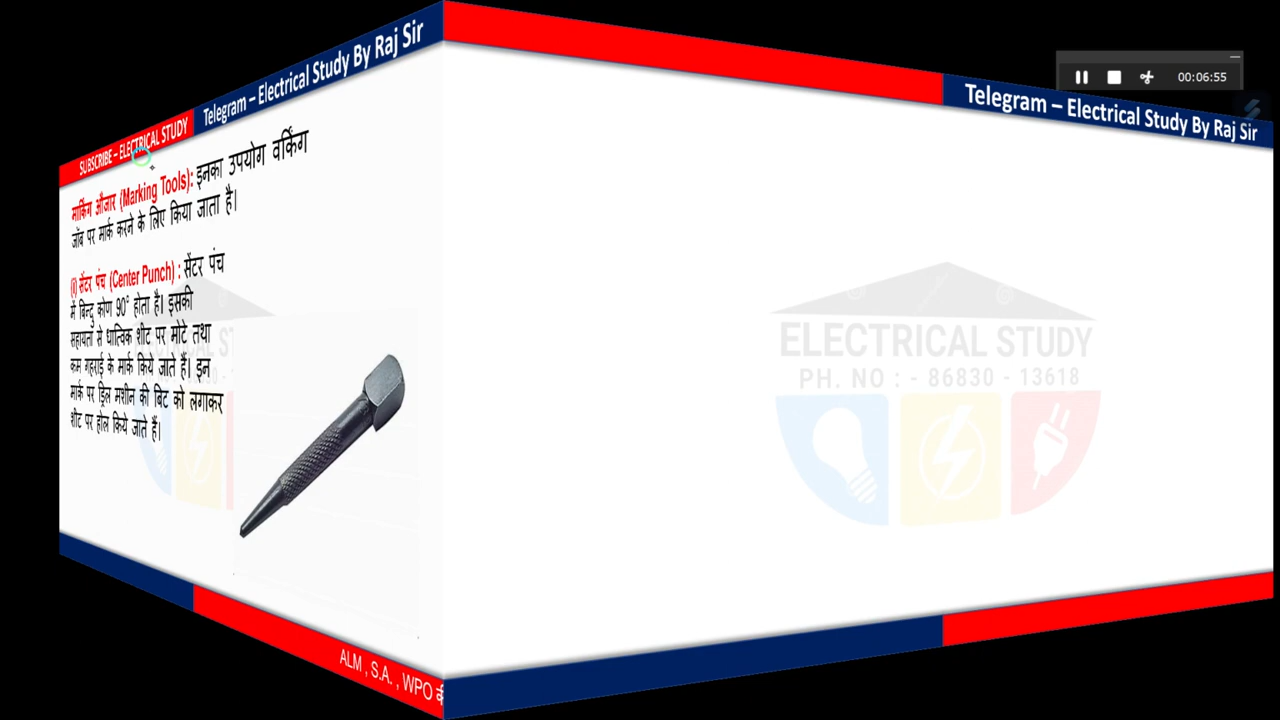 SUBSCRIBE – ELECTRICAL STUDY
Telegram – Electrical Study By Raj Sir
मार्किंग औजार (Marking Tools): इनका उपयोग वर्किंग
जॉब पर मार्क करने के लिए किया जाता है।
(i) सेंटर पंच (Center Punch) : सेंटर पंच
में बिन्दु कोण 90° होता है। इसकी
सहायता से धात्विक शीट पर मोटे तथा
कम गहराई के मार्क किये जाते हैं। इन
मार्क पर ड्रिल मशीन की बिट को लगाकर
शीट पर होल किये जाते हैं।
ALM , S.A. , WPO
00:06:55
Telegram – Electrical Study By Raj Sir
ELECTRICAL STUDY
PH. NO : - 86830 - 13618